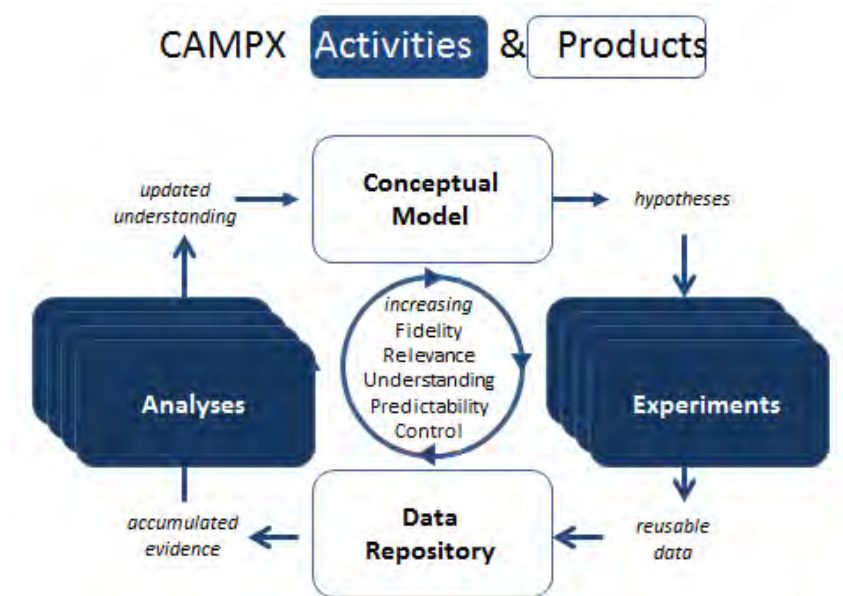 CAMPX Activities & Products
updated
understanding
Conceptual
Model
hypotheses
increasing
Fidelity
Relevance
Understanding
Predictability
Control
Analyses
Experiments
accumulated
evidence
Data
Repository
reusable
data